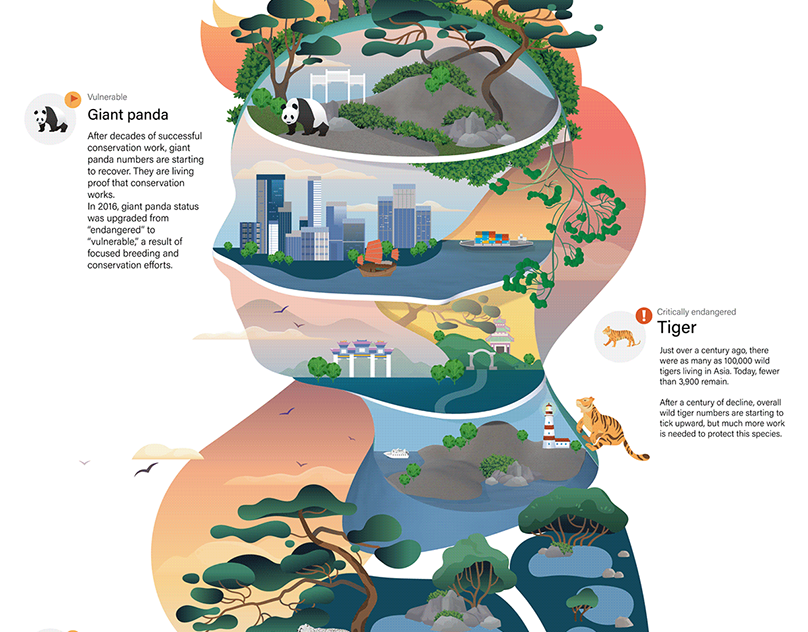 Vulnerable
Giant panda
After decades of successful
conservation work, giant
panda numbers are starting
to recover. They are living
proof that conservation
works.
In 2016, giant panda status
was upgraded from
“endangered” to
“vulnerable,” a result of
focused breeding and
conservation efforts.
Critically endangered
Tiger
Just over a century ago, there
were as many as 100,000 wild
tigers living in Asia. Today, fewer
than 3,900 remain.
After a century of decline, overall
wild tiger numbers are starting to
tick upward, but much more work
is needed to protect this species.